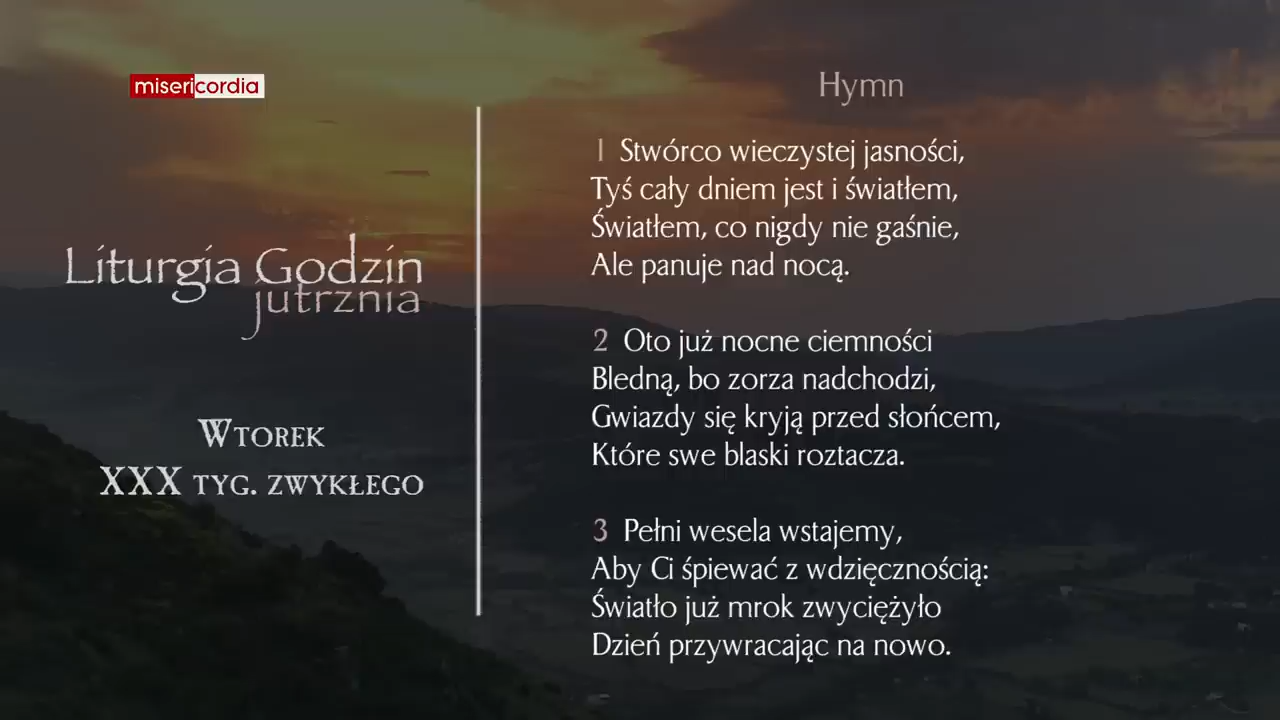 misericordia
Liturgia Godzin
jutrznia
Wtorek
XXX tyg. zwykłego
Hymn
1 Stwórco wieczystej jasności,
Tyś cały dniem jest i światłem,
Światłem, co nigdy nie gaśnie,
Ale panuje nad nocą.
2 Oto już nocne ciemności
Bledną, bo zorza nadchodzi,
Gwiazdy się kryją przed słońcem,
Które swe blaski roztacza.
3 Pełni wesela wstajemy,
Aby Ci śpiewać z wdzięcznością:
Światło już mrok zwyciężyło
Dzień przywracając na nowo.